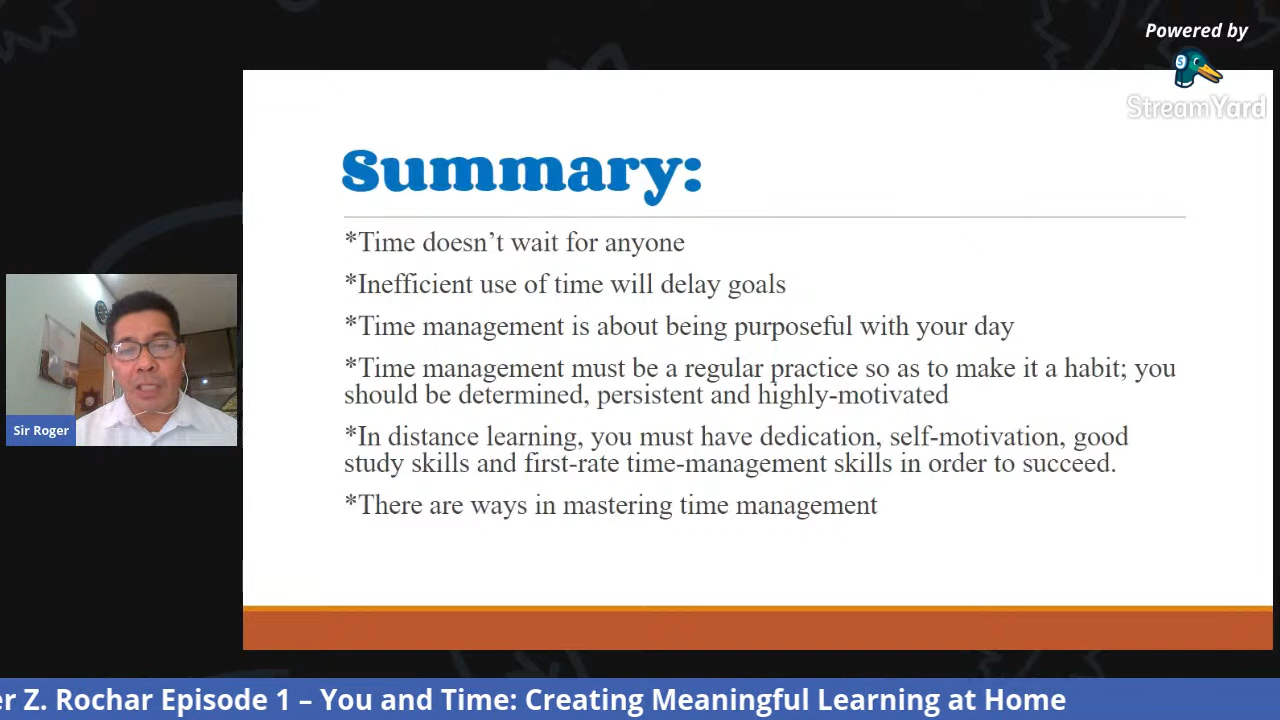 Powered by
StreamYard
Summary:
*Time doesn’t wait for anyone
*Inefficient use of time will delay goals
*Time management is about being purposeful with your day
*Time management must be a regular practice so as to make it a habit; you
should be determined, persistent and highly-motivated
*In distance learning, you must have dedication, self-motivation, good
study skills and first-rate time-management skills in order to succeed.
*There are ways in mastering time management
Sir Roger
er Z. Rochar Episode 1 – You and Time: Creating Meaningful Learning at Home